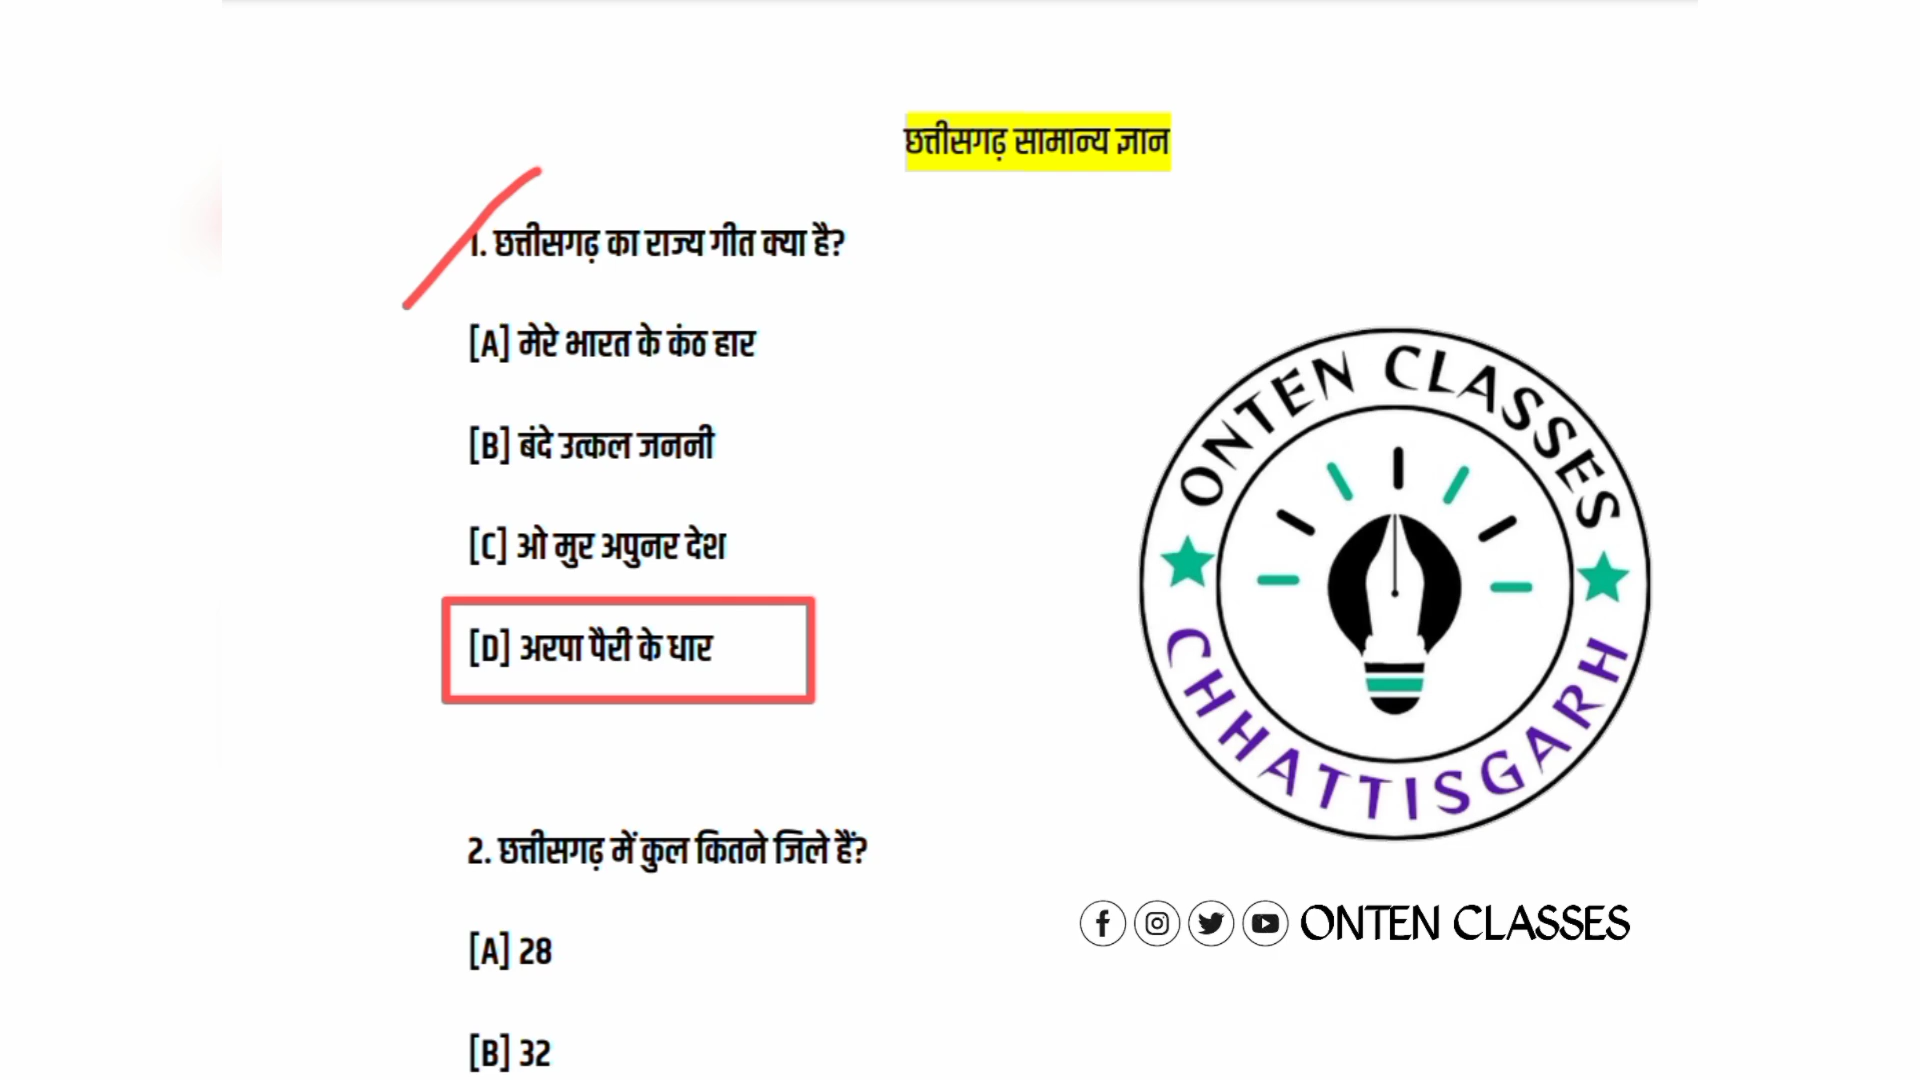 छत्तीसगढ़ सामान्य ज्ञान
1. छत्तीसगढ़ का राज्य गीत क्या है?
[A] मेरे भारत के कंठ हार
[B] बंदे उत्कल जननी
[C] ओ मुर अपुनर देश
[D] अरपा पैरी के धार
2. छत्तीसगढ़ में कुल कितने जिले हैं?
[A] 28
[B] 32
ONTEN CLASSES
CHHATTISGARH
ONTEN CLASSES